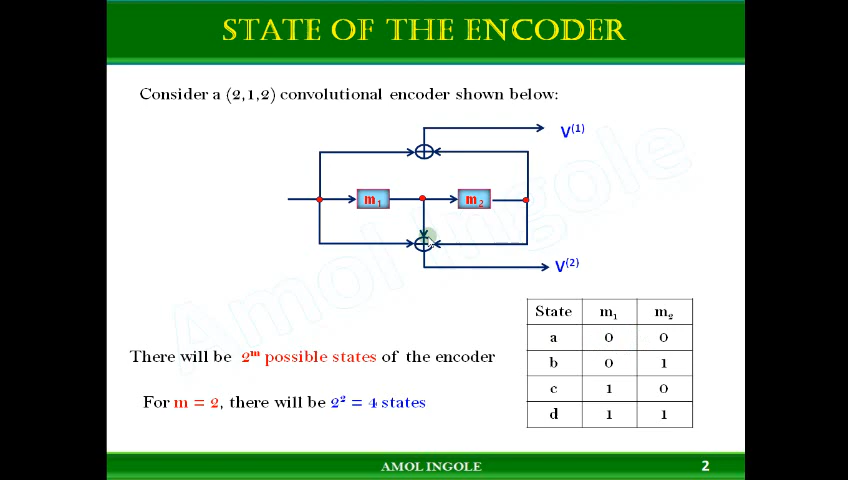 STATE OF THE ENCODER
Consider a (2,1,2) convolutional encoder shown below:
V(1)
m1 m2
V(2)
Amol Ingole
State m1 m2
a 0 0
b 0 1
c 1 0
d 1 1
There will be 2^m possible states of the encoder
For m = 2, there will be 2² = 4 states
AMOL INGOLE 2